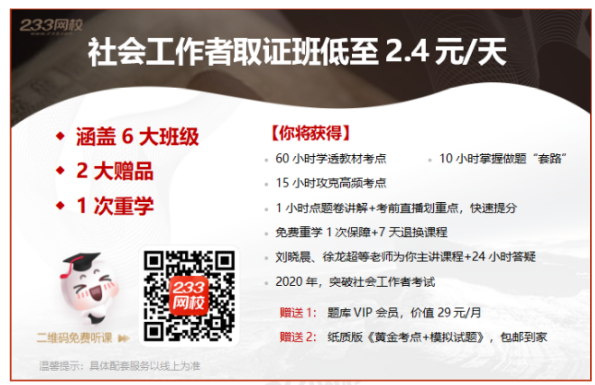 233网校
社会工作者取证班低至 2.4 元/天
涵盖 6 大班级
2 大赠品
1 次重学
【你将获得】
60 小时学透教材考点
10 小时掌握做题“套路”
15 小时攻克高频考点
1 小时点题卷讲解+考前直播划重点，快速提分
免费重学 1 次保障+7 天退换课程
刘晓晨、徐龙超等老师为你主讲课程+24 小时答疑
2020 年，突破社会工作者考试
赠送 1： 题库 VIP 会员，价值 29 元/月
赠送 2： 纸质版《黄金考点+模拟试题》，包邮到家
233
网校
二维码免费听课
温馨提示：具体配套服务以线上为准